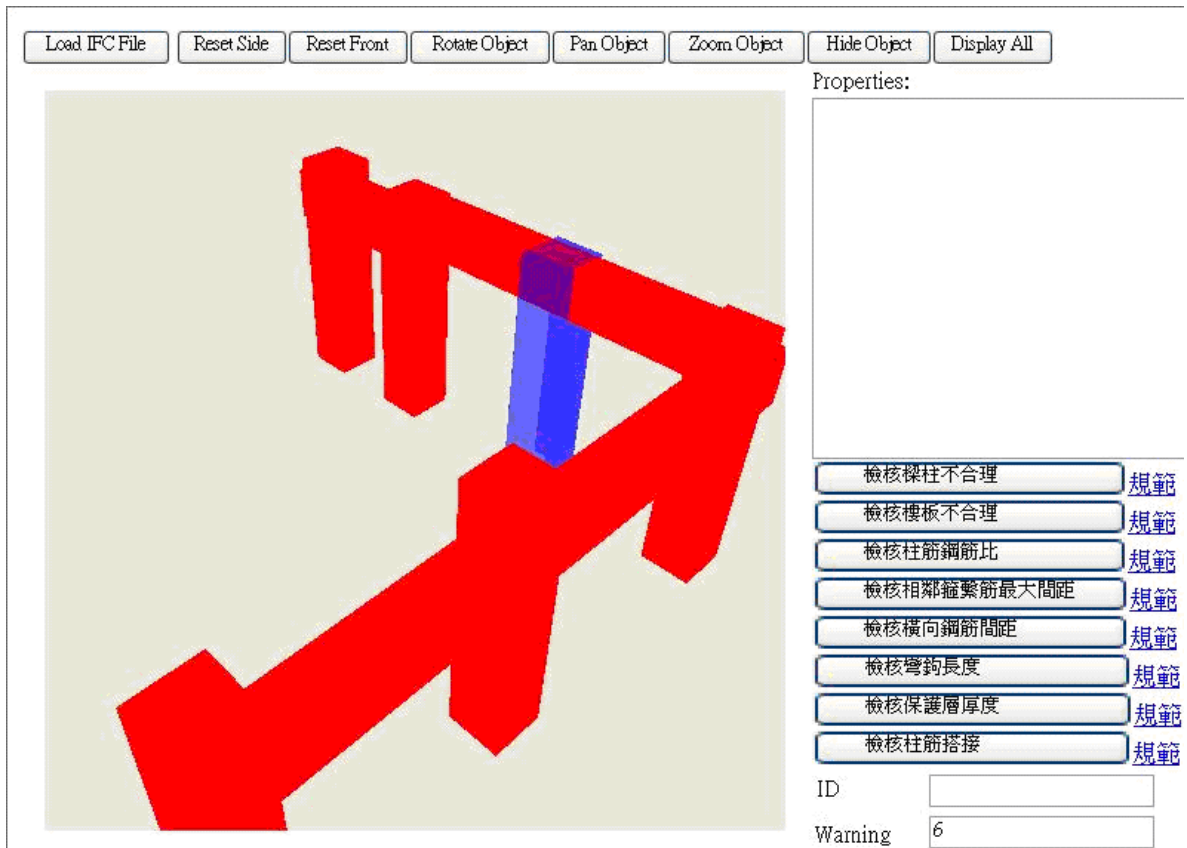 Load IFC File Reset Side Reset Front Rotate Object Pan Object Zoom Object Hide Object Display All
Properties:
檢核樑柱不合理 規範
檢核樓板不合理 規範
檢核柱筋鋼筋比 規範
檢核相鄰箍繫筋最大間距 規範
檢核橫向鋼筋間距 規範
檢核彎鉤長度 規範
檢核保護層厚度 規範
檢核柱筋搭接 規範
ID
Warning 6